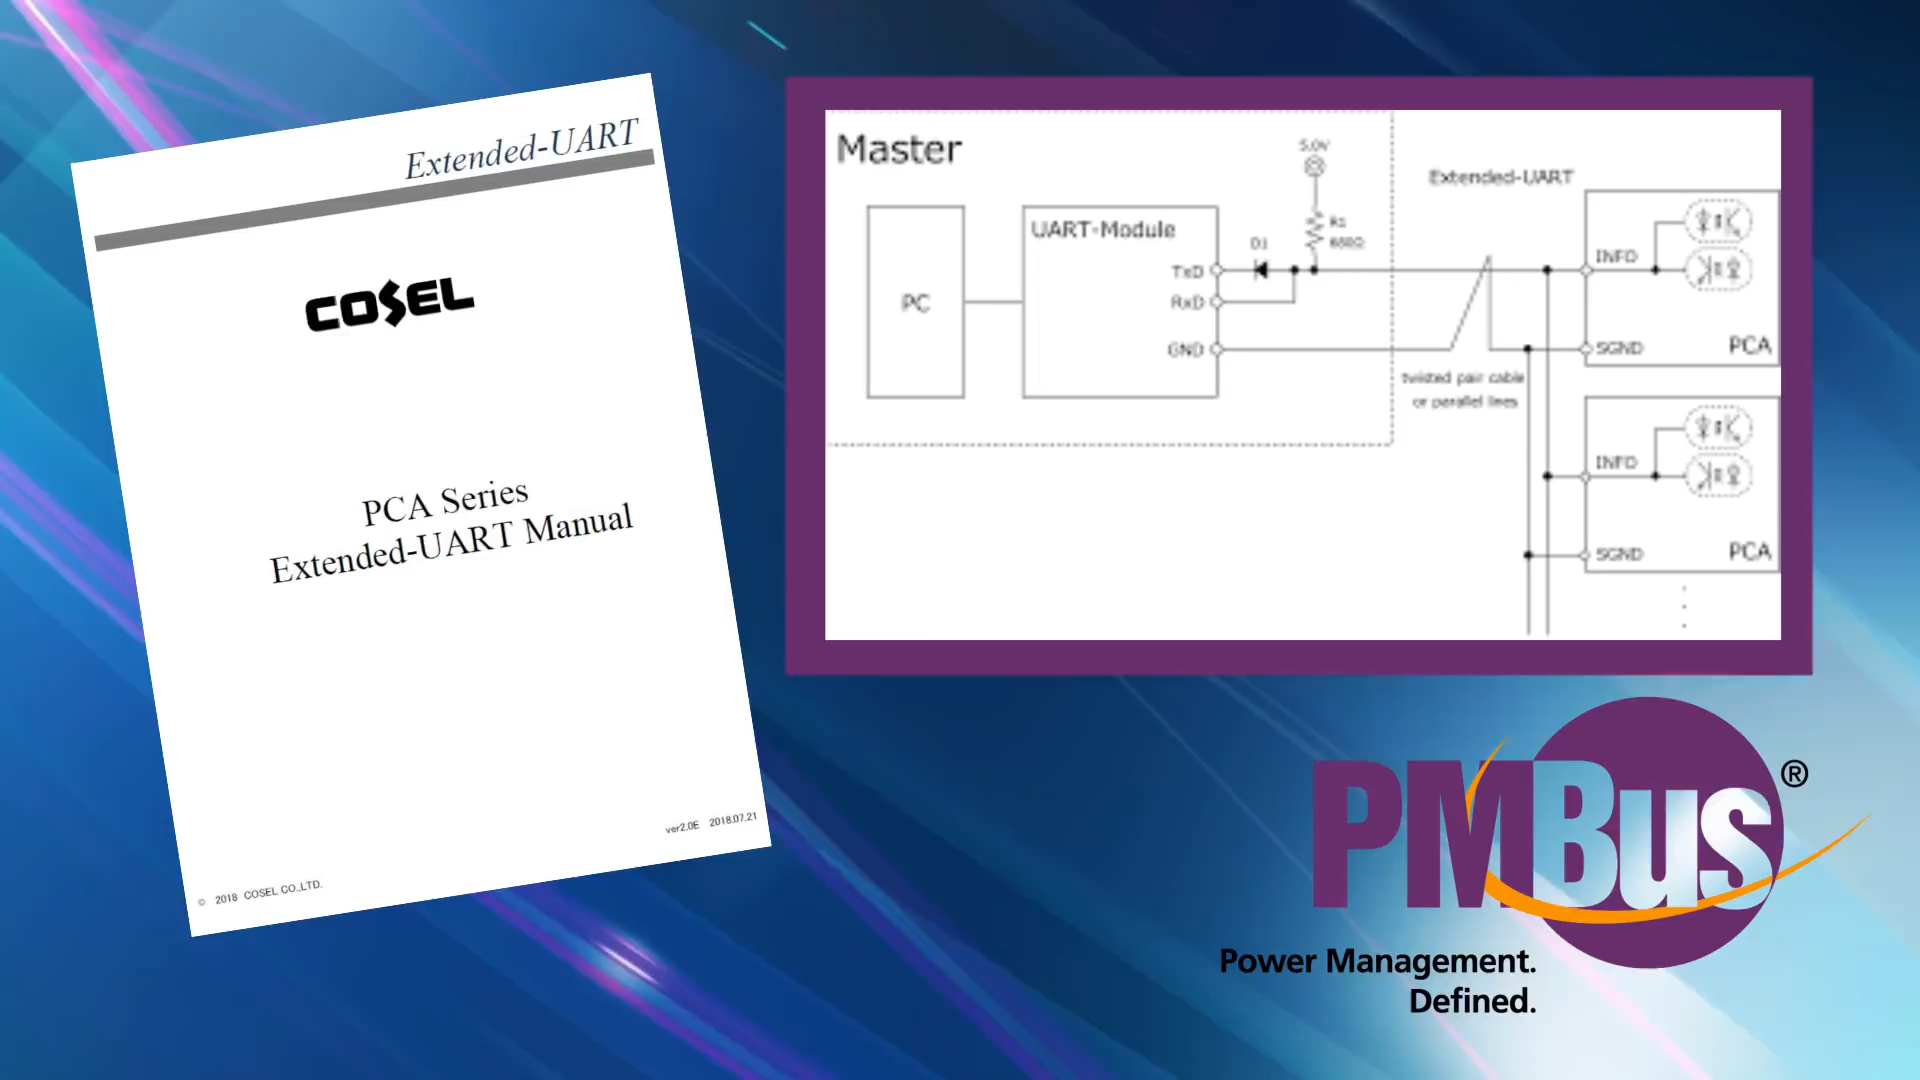 Extended-UART
COSEL
PCA Series
Extended-UART Manual
ver2.0E 2018.07.21
© 2018 COSEL CO.,LTD.
Master
5.0V
Extended-UART
UART-Module
R1
680Ω
D1
INFO
TxD
PC
RxD
GND
SGND
PCA
twisted pair cable
or parallel lines
INFO
SGND
PCA
PMBus®
Power Management.
Defined.